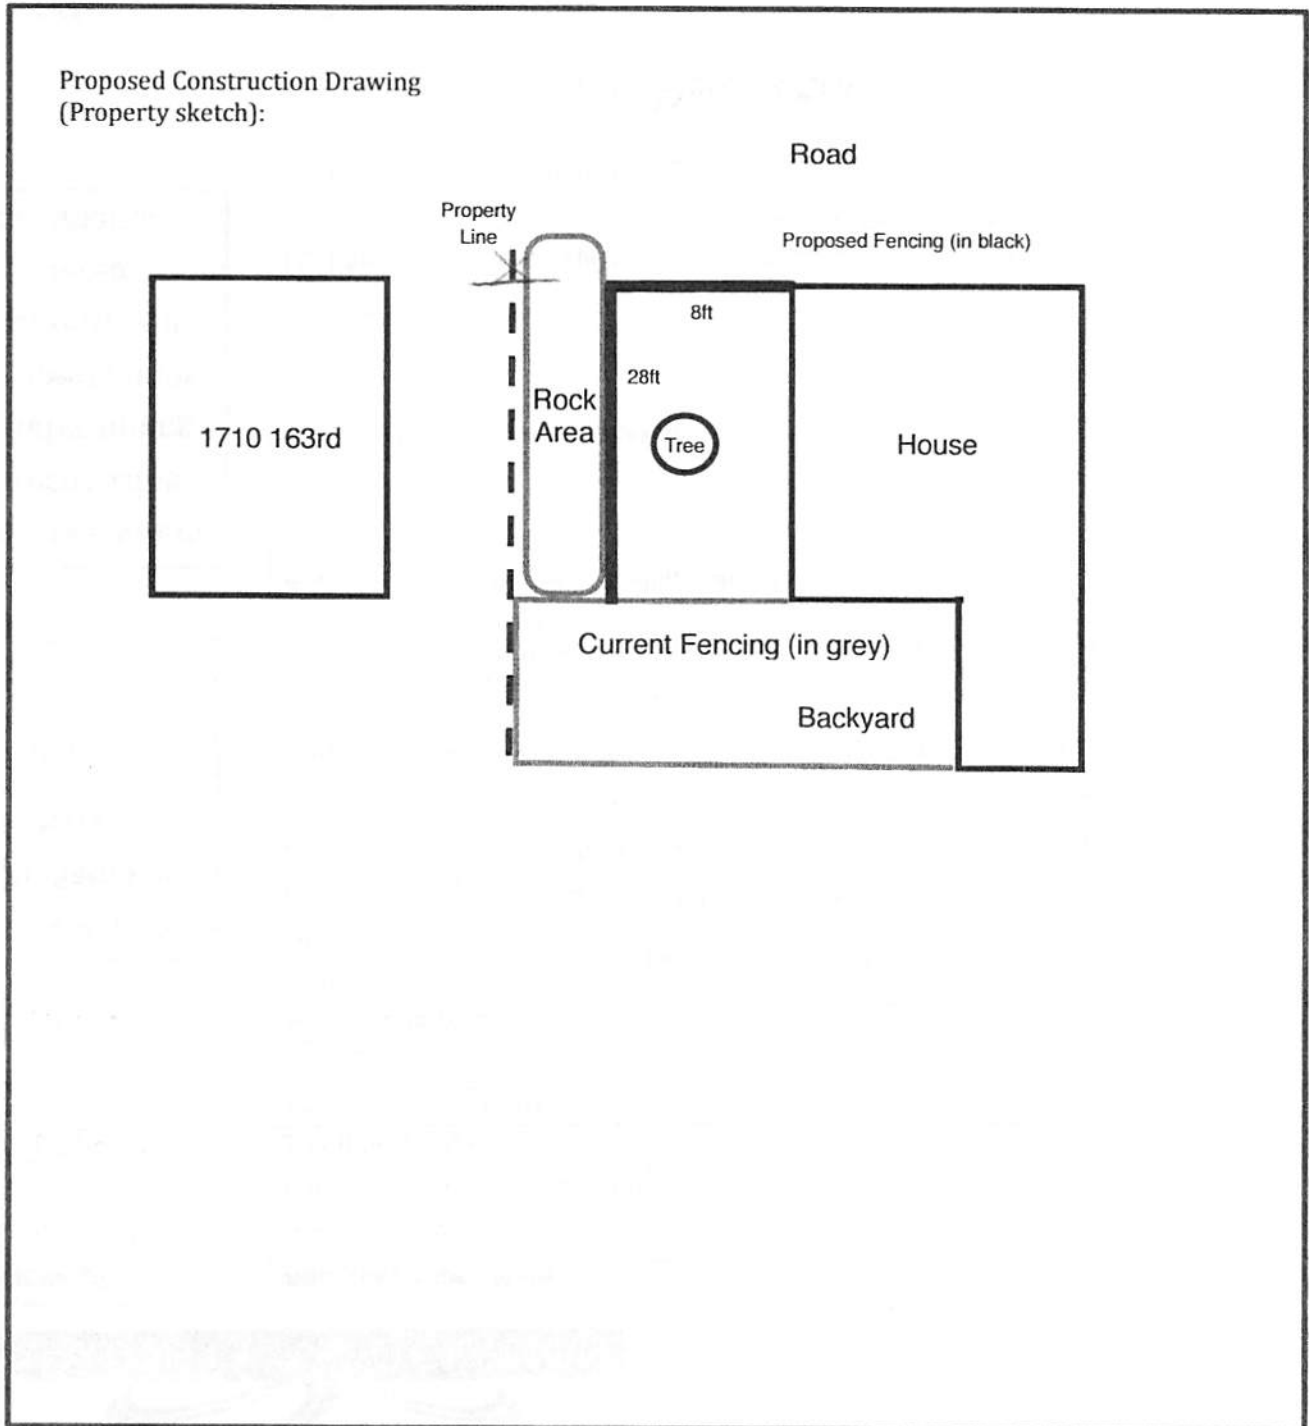 Proposed Construction Drawing
(Property sketch):
Road
Property
Line
Proposed Fencing (in black)
8ft
28ft
Rock
Area
1710 163rd
Tree
House
Current Fencing (in grey)
Backyard